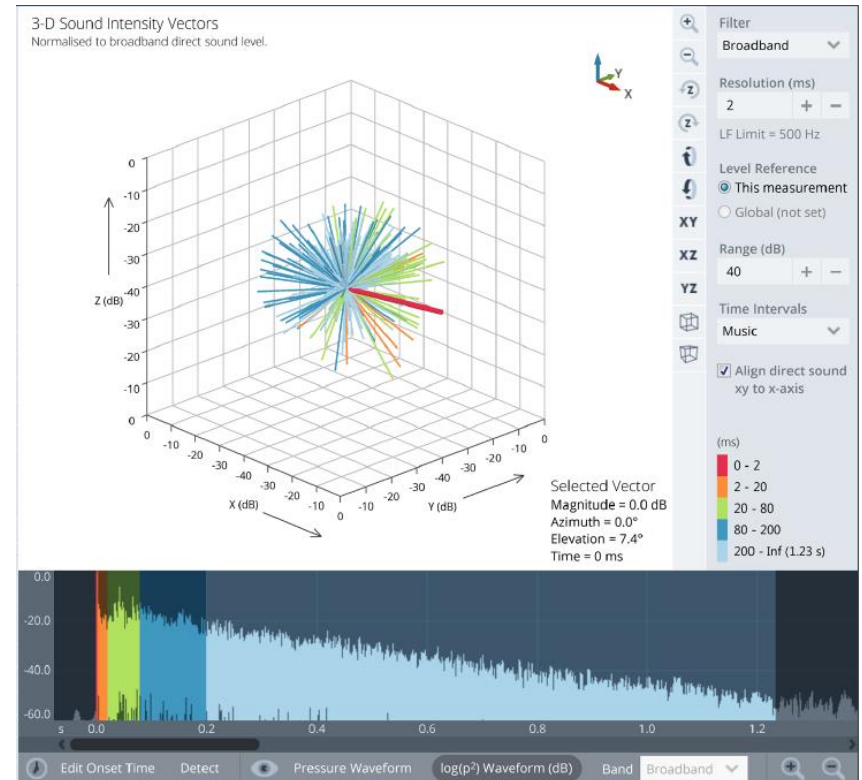 3-D Sound Intensity Vectors
Normalised to broadband direct sound level.
Y
X
0
-10
-20
-30
-40
-30
-20
-10
0
Z (dB)
0
-10
-20
-30
-40
-30
-20
-10
0
X (dB)
0
-10
-20
-30
-40
-30
-20
-10
0
Y (dB)
Selected Vector
Magnitude = 0.0 dB
Azimuth = 0.0°
Elevation = 7.4°
Time = 0 ms
Z
Z
XY
XZ
YZ
Filter
Broadband
Resolution (ms)
2 + −
LF Limit = 500 Hz
Level Reference
This measurement
Global (not set)
Range (dB)
40 + −
Time Intervals
Music
Align direct sound
xy to x-axis
(ms)
0 - 2
2 - 20
20 - 80
80 - 200
200 - Inf (1.23 s)
0.0
-20.0
-40.0
-60.0
s 0.0 0.2 0.4 0.6 0.8 1.0 1.2
Edit Onset Time Detect Pressure Waveform log(p²) Waveform (dB) Band Broadband